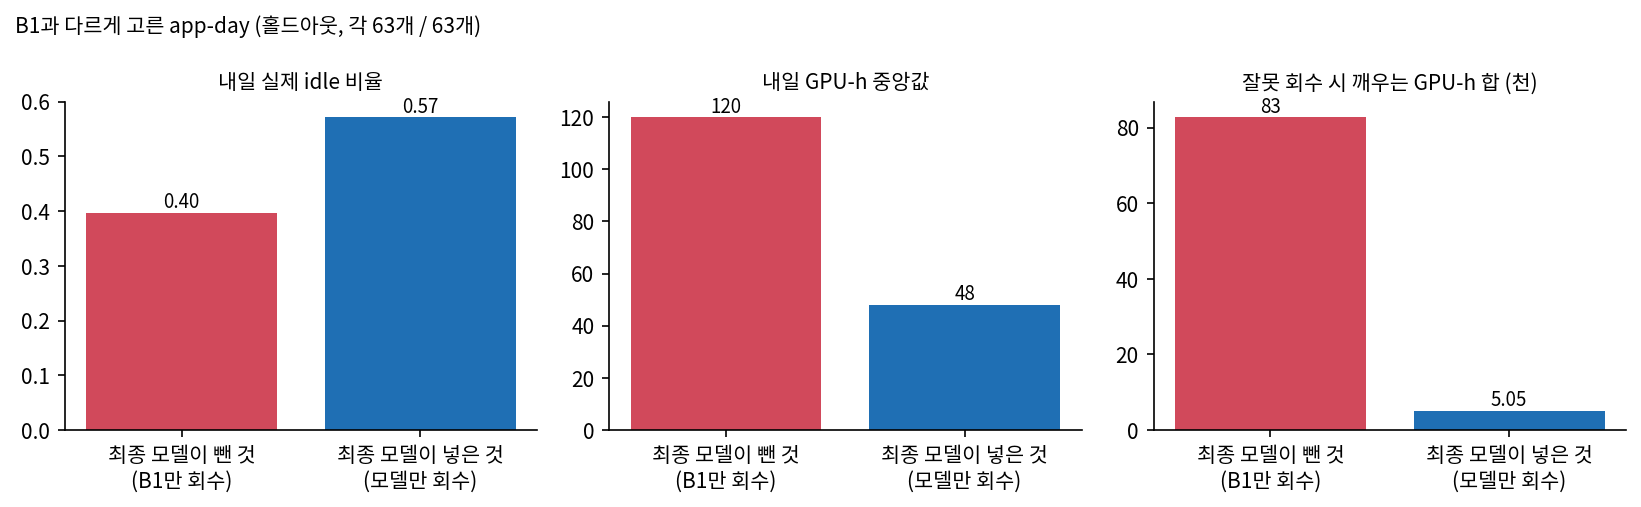 B1과 다르게 고른 app-day (홀드아웃, 각 63개 / 63개)
내일 실제 idle 비율
0.6
0.5
0.4
0.3
0.2
0.1
0.0
0.40
0.57
최종 모델이 뺀 것
(B1만 회수)
최종 모델이 넣은 것
(모델만 회수)
내일 GPU-h 중앙값
120
100
80
60
40
20
0
120
48
최종 모델이 뺀 것
(B1만 회수)
최종 모델이 넣은 것
(모델만 회수)
잘못 회수 시 깨우는 GPU-h 합 (천)
80
60
40
20
0
83
5.05
최종 모델이 뺀 것
(B1만 회수)
최종 모델이 넣은 것
(모델만 회수)